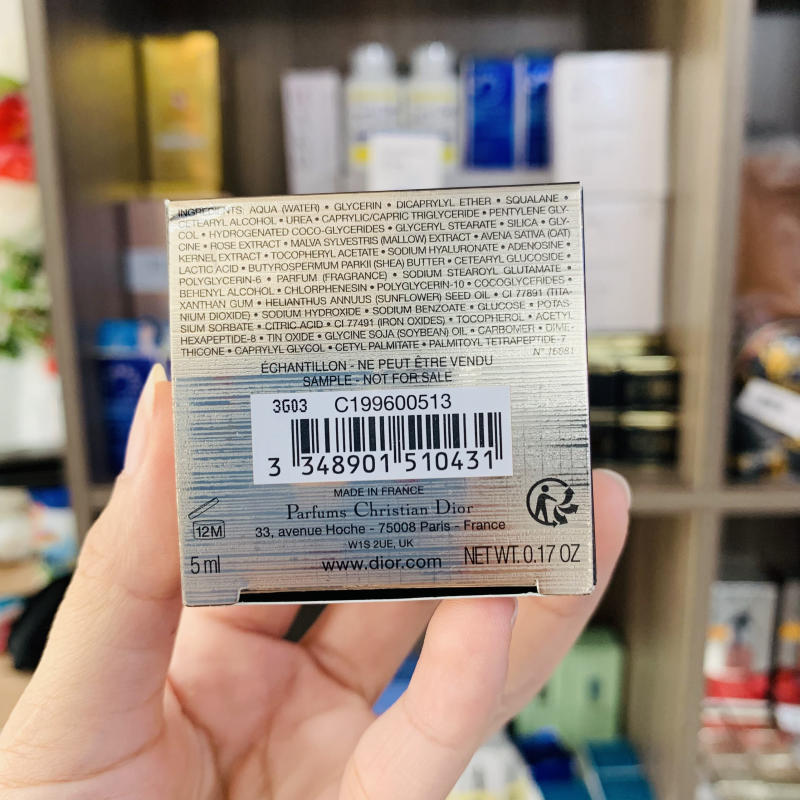 INGREDIENTS: AQUA (WATER) • GLYCERIN • DICAPRYLYL ETHER • SQUALANE •
CETEARYL ALCOHOL • UREA • CAPRYLIC/CAPRIC TRIGLYCERIDE • PENTYLENE GLY-
COL • HYDROGENATED COCO-GLYCERIDES • GLYCERYL STEARATE • SILICA • GLY-
CINE • ROSE EXTRACT • MALVA SYLVESTRIS (MALLOW) EXTRACT • AVENA SATIVA (OAT)
KERNEL EXTRACT • TOCOPHERYL ACETATE • SODIUM HYALURONATE • ADENOSINE •
LACTIC ACID • BUTYROSPERMUM PARKII (SHEA) BUTTER • CETEARYL GLUCOSIDE •
POLYGLYCERIN-6 • PARFUM (FRAGRANCE) • SODIUM STEAROYL GLUTAMATE •
BEHENYL ALCOHOL • CHLORPHENESIN • POLYGLYCERIN-10 • COCOGLYCERIDES •
XANTHAN GUM • HELIANTHUS ANNUUS (SUNFLOWER) SEED OIL • CI 77891 (TITA-
NIUM DIOXIDE) • SODIUM HYDROXIDE • SODIUM BENZOATE • GLUCOSE • POTAS-
SIUM SORBATE • CITRIC ACID • CI 77491 (IRON OXIDES) • TOCOPHEROL • ACETYL
HEXAPEPTIDE-8 • TIN OXIDE • GLYCINE SOJA (SOYBEAN) OIL • CARBOMER • DIME-
THICONE • CAPRYLYL GLYCOL • CETYL PALMITATE • PALMITOYL TETRAPEPTIDE-7
N° 16981
ÉCHANTILLON - NE PEUT ÊTRE VENDU
SAMPLE - NOT FOR SALE
3G03 C199600513
3 348901 510431
MADE IN FRANCE
Parfums Christian Dior
33, avenue Hoche - 75008 Paris - France
W1S 2UE, UK
12M
5 ml www.dior.com NET WT. 0.17 OZ